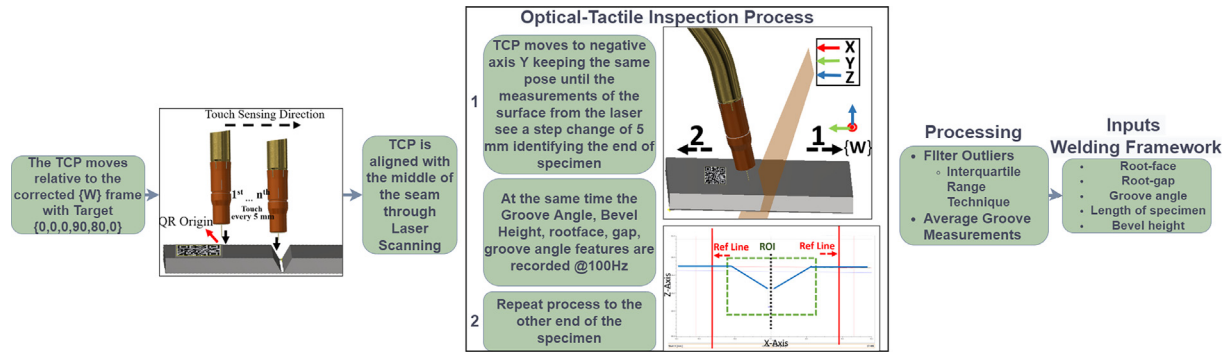 The TCP moves
relative to the
corrected {W} frame
with Target
{0,0,0,90,80,0}
Touch Sensing Direction
1st ... nth
Touch
every 5 mm
QR Origin
TCP is
aligned with
the middle of
the seam
through
Laser
Scanning
Optical-Tactile Inspection Process
1
TCP moves to negative
axis Y keeping the same
pose until the
measurements of the
surface from the laser
see a step change of 5
mm identifying the end of
specimen
At the same time the
Groove Angle, Bevel
Height, rootface, gap,
groove angle features are
recorded @100Hz
2
Repeat process to the
other end of the
specimen
X
Y
Z
2
1
{W}
Ref Line
ROI
Ref Line
Z-Axis
X-Axis
Processing
• FIlter Outliers
○ Interquartile
Range
Technique
• Average Groove
Measurements
Inputs
Welding Framework
• Root-face
• Root-gap
• Groove angle
• Length of specimen
• Bevel height